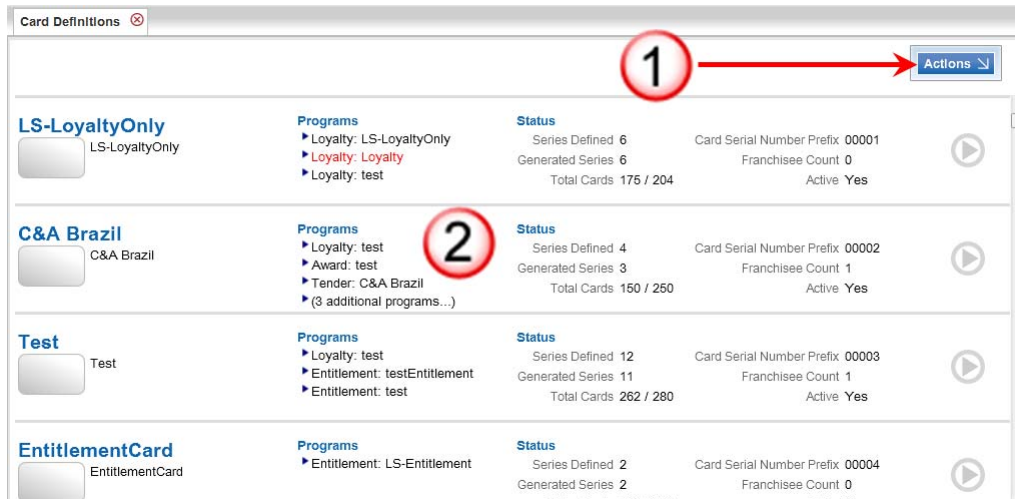 Card Definitions
1
Actions
LS-LoyaltyOnly
LS-LoyaltyOnly
Programs
Loyalty: LS-LoyaltyOnly
Loyalty: Loyalty
Loyalty: test
Status
Series Defined 6
Generated Series 6
Total Cards 175 / 204
Card Serial Number Prefix 00001
Franchisee Count 0
Active Yes
C&A Brazil
C&A Brazil
Programs
Loyalty: test
Award: test
Tender: C&A Brazil
(3 additional programs...)
2
Status
Series Defined 4
Generated Series 3
Total Cards 150 / 250
Card Serial Number Prefix 00002
Franchisee Count 1
Active Yes
Test
Test
Programs
Loyalty: test
Entitlement: testEntitlement
Entitlement: test
Status
Series Defined 12
Generated Series 11
Total Cards 262 / 280
Card Serial Number Prefix 00003
Franchisee Count 1
Active Yes
EntitlementCard
EntitlementCard
Programs
Entitlement: LS-Entitlement
Status
Series Defined 2
Generated Series 2
Card Serial Number Prefix 00004
Franchisee Count 0